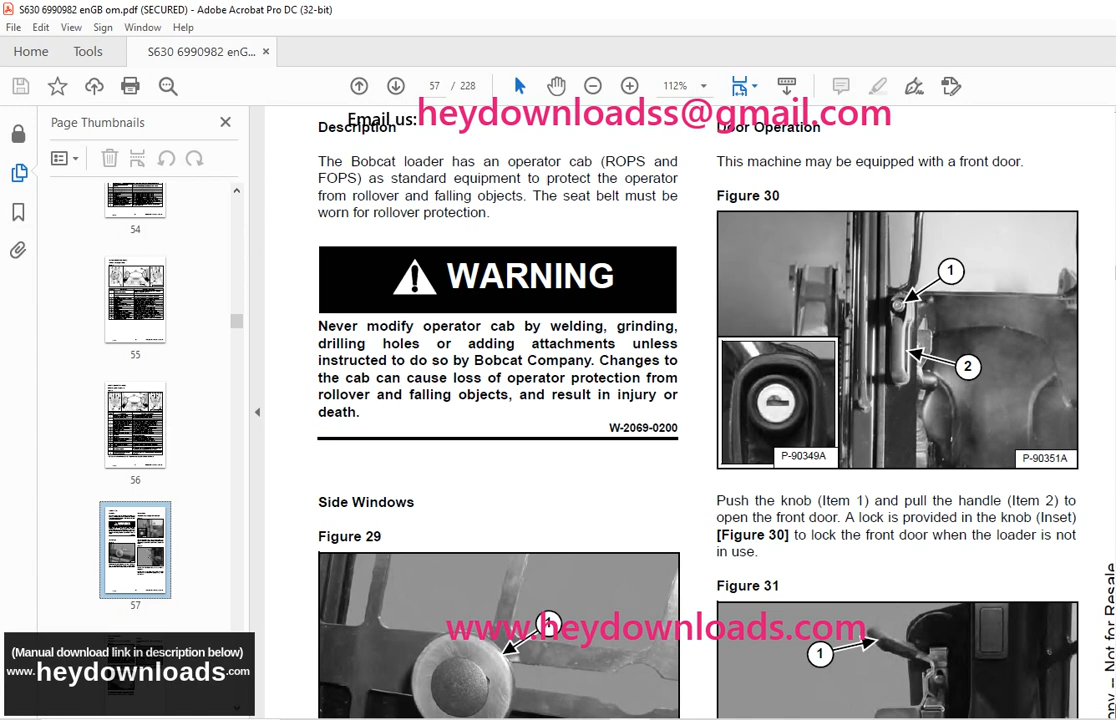 S630 6990982 enGB om.pdf (SECURED) - Adobe Acrobat Pro DC (32-bit)
File Edit View Sign Window Help
Home Tools S630 6990982 enG... ×
57 / 228 112%
Page Thumbnails
54
55
56
57
Email us:heydownloadss@gmail.com
Description
The Bobcat loader has an operator cab (ROPS and
FOPS) as standard equipment to protect the operator
from rollover and falling objects. The seat belt must be
worn for rollover protection.
WARNING
Never modify operator cab by welding, grinding,
drilling holes or adding attachments unless
instructed to do so by Bobcat Company. Changes to
the cab can cause loss of operator protection from
rollover and falling objects, and result in injury or
death.
W-2069-0200
Side Windows
Figure 29
1
Door Operation
This machine may be equipped with a front door.
Figure 30
1
2
P-90349A
P-90351A
Push the knob (Item 1) and pull the handle (Item 2) to
open the front door. A lock is provided in the knob (Inset)
[Figure 30] to lock the front door when the loader is not
in use.
Figure 31
1
www.heydownloads.com
(Manual download link in description below)
www.heydownloads.com
opy -- Not for Resale